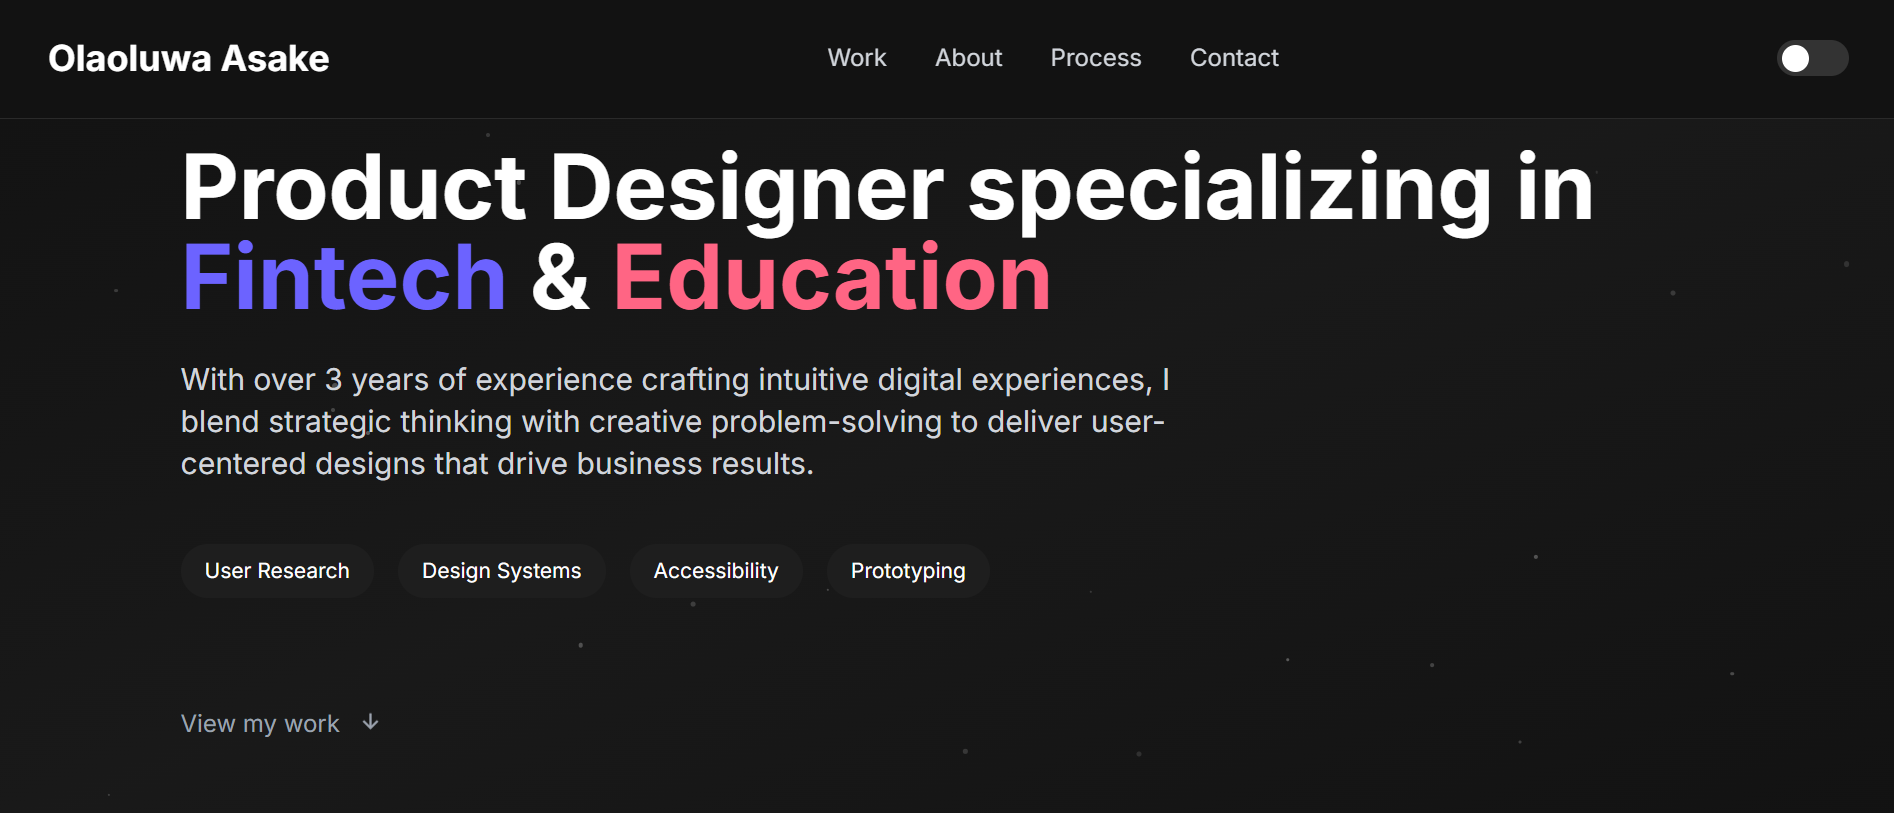 Olaoluwa Asake
Work
About
Process
Contact
Product Designer specializing in
Fintech & Education
With over 3 years of experience crafting intuitive digital experiences, I
blend strategic thinking with creative problem-solving to deliver user-
centered designs that drive business results.
User Research
Design Systems
Accessibility
Prototyping
View my work ↓